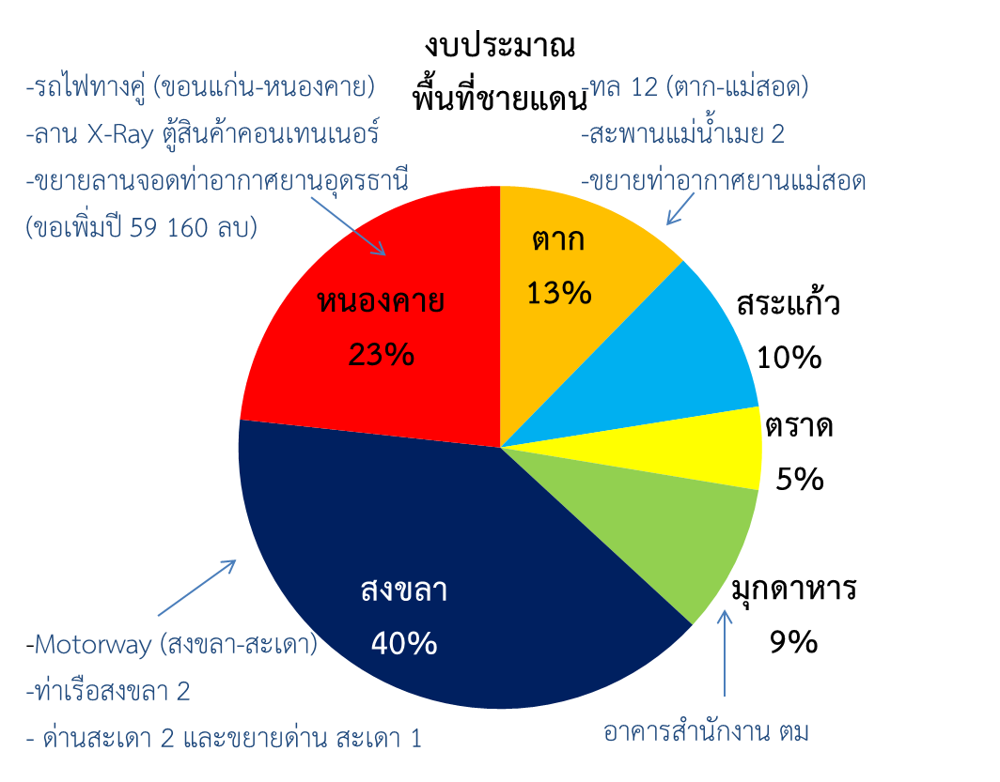 งบประมาณ
พื้นที่ชายแดน
-รถไฟทางคู่ (ขอนแก่น-หนองคาย)
-ลาน X-Ray ตู้สินค้าคอนเทนเนอร์
-ขยายลานจอดท่าอากาศยานอุดรธานี
(ขอเพิ่มปี 59 160 ลบ)
-ทล 12 (ตาก-แม่สอด)
-สะพานแม่น้ำเมย 2
-ขยายท่าอากาศยานแม่สอด
ตาก
13%
หนองคาย
23%
สระแก้ว
10%
ตราด
5%
มุกดาหาร
9%
สงขลา
40%
-Motorway (สงขลา-สะเดา)
-ท่าเรือสงขลา 2
- ด่านสะเดา 2 และขยายด่าน สะเดา 1
อาคารสำนักงาน ตม